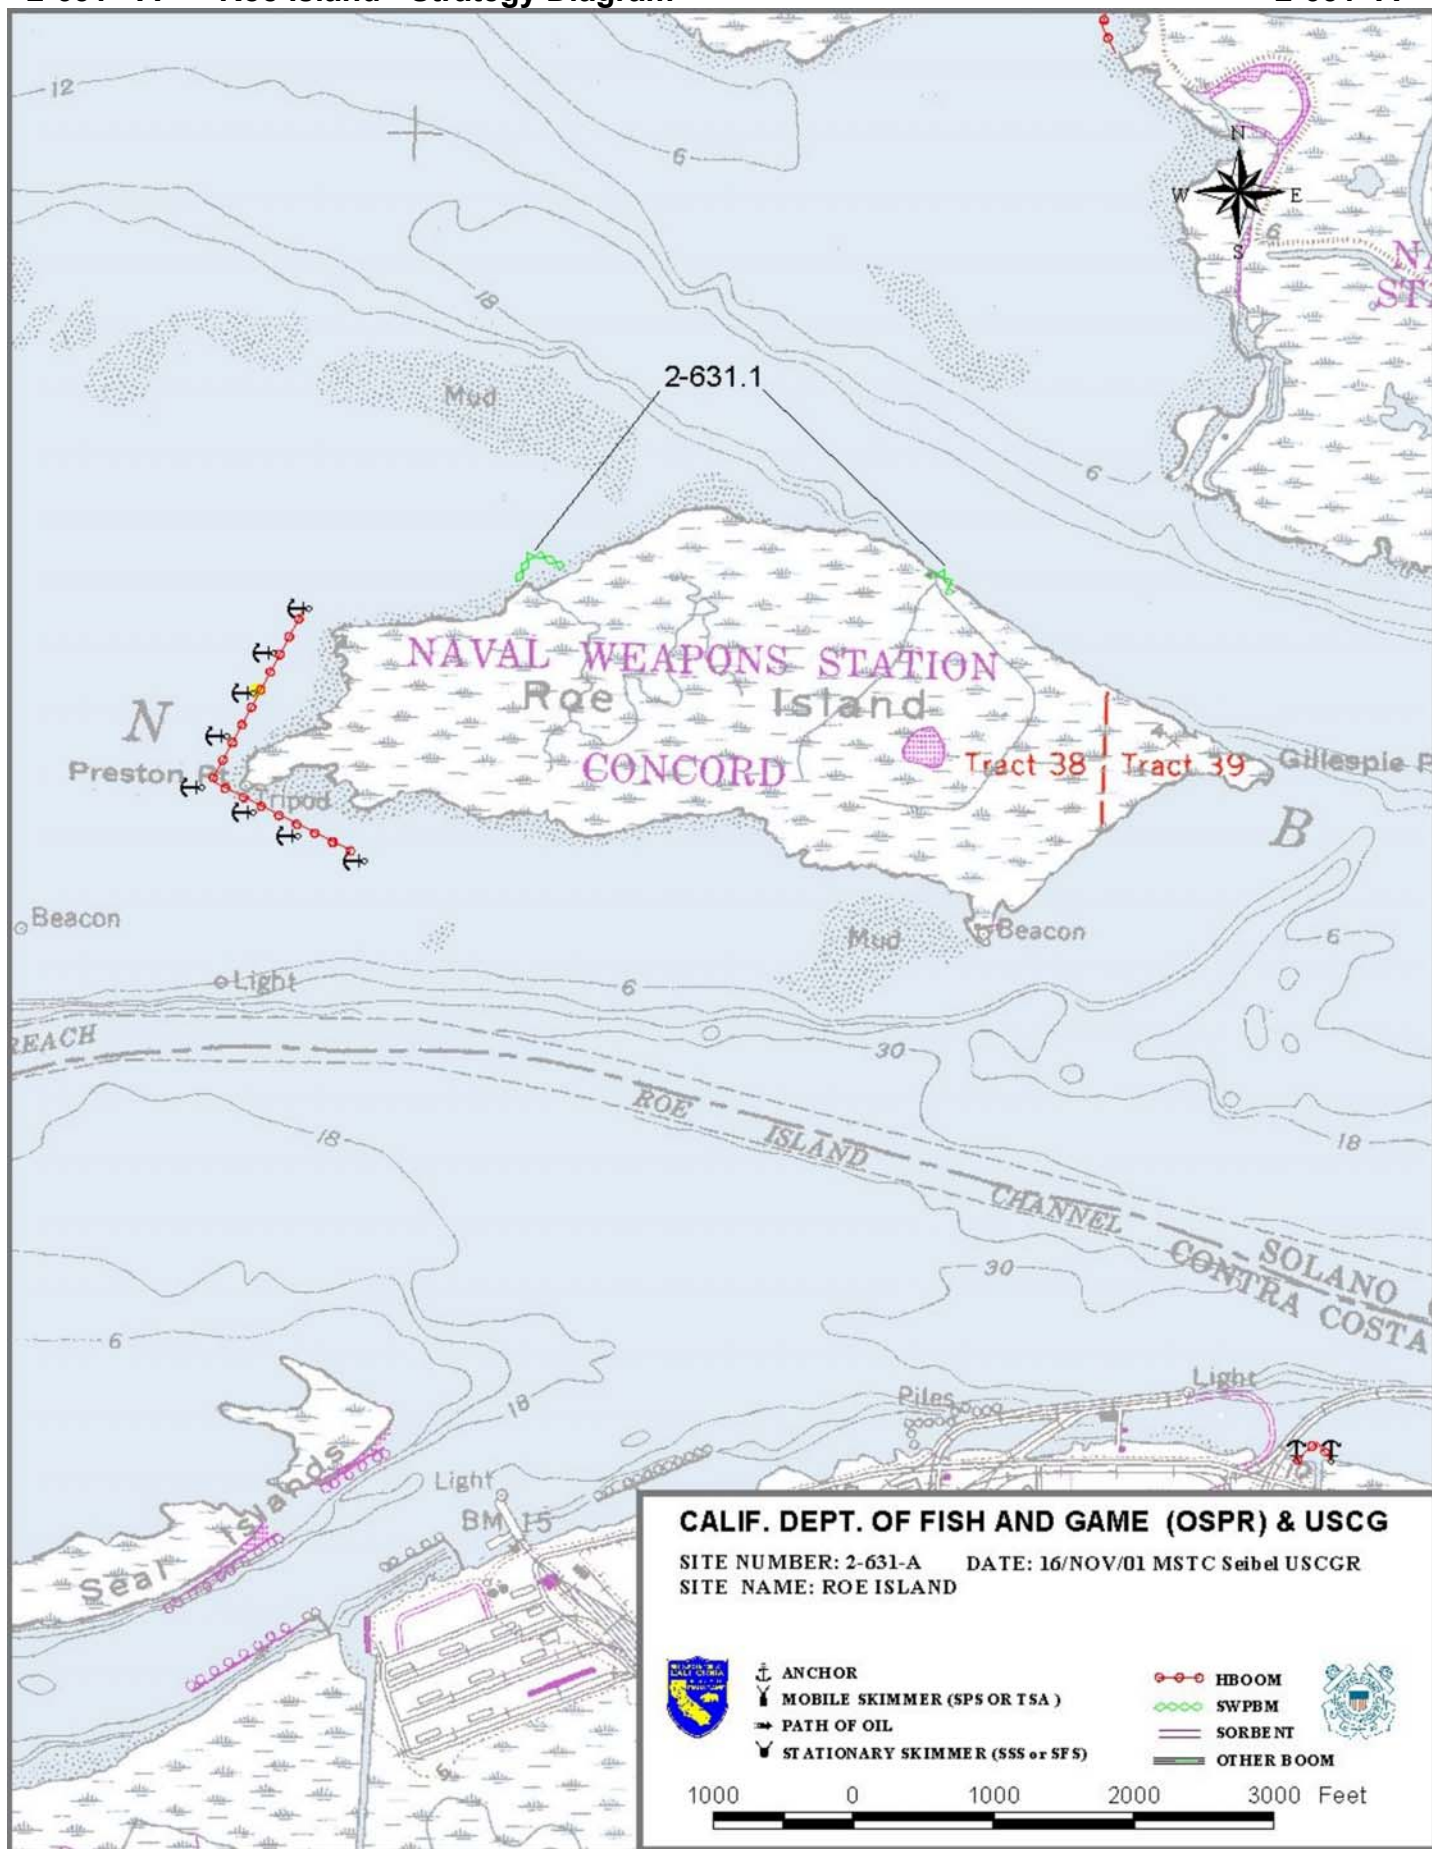 12
6
N
W E
S
6
NA
ST
18
Mud
2-631.1
6
NAVAL WEAPONS STATION
Roe Island
N
4
Preston Pt
CONCORD
Tract 38
Tract 39
Gillespie P
Tripod
B
Beacon
Mud
Beacon
6
Light
6
REACH
30
ROE
ISLAND
18
18
CHANNEL
SOLANO
CONTRA COSTA
30
6
Light
Piles
18
Seal Islands
Light
BM 15
CALIF. DEPT. OF FISH AND GAME (OSPR) & USCG
SITE NUMBER: 2-631-A DATE: 16/NOV/01 MSTC Seibel USCGR
SITE NAME: ROE ISLAND
ANCHOR
MOBILE SKIMMER (SPS OR TSA )
PATH OF OIL
STATIONARY SKIMMER (SSS or SFS)
HBOOM
SWPBM
SORBENT
OTHER BOOM
1000 0 1000 2000 3000 Feet